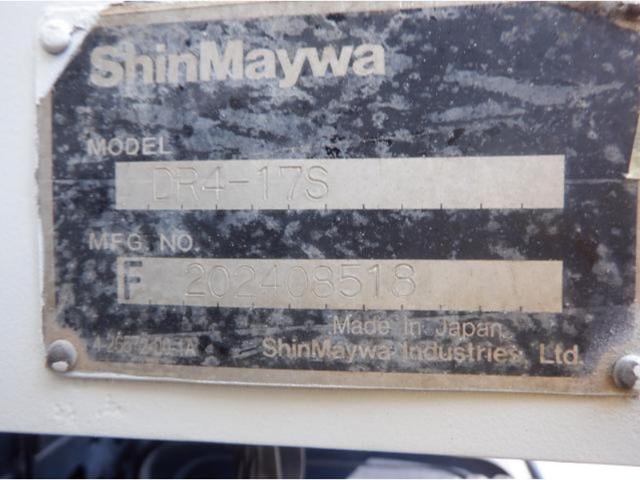 ShinMaywa
MODEL
DR4-17S
MFG NO.
F 202408518
Made In Japan
ShinMaywa Industries, Ltd.